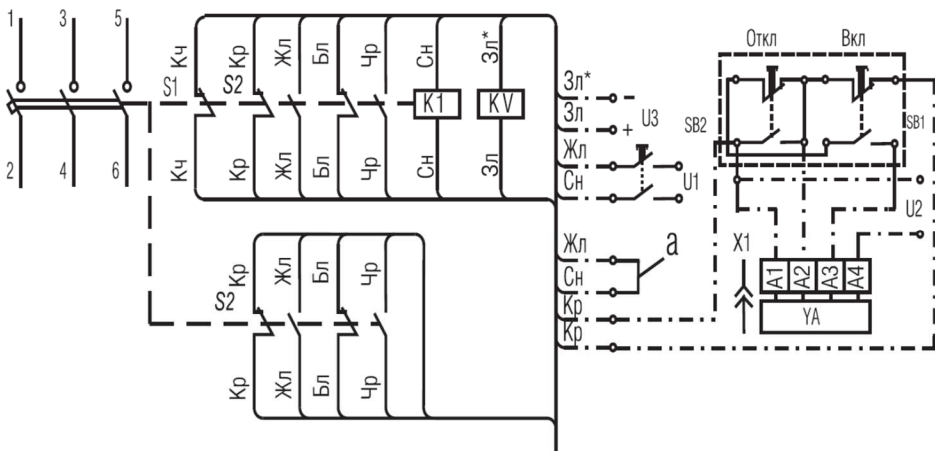 1 3 5
2 4 6
S1
S2
Кч Кр Жл Бл Чр Сн Зл*
К1 KV
Кч Кр Жл Бл Чр Сн Зл
S2
Кр Жл Бл Чр
Кр Жл Бл Чр
Зл*
Зл + U3
Жл
Сн U1
Жл а
Сн
Кр
Кр
Откл Вкл
SB2 SB1
U2
X1
A1 A2 A3 A4
YA